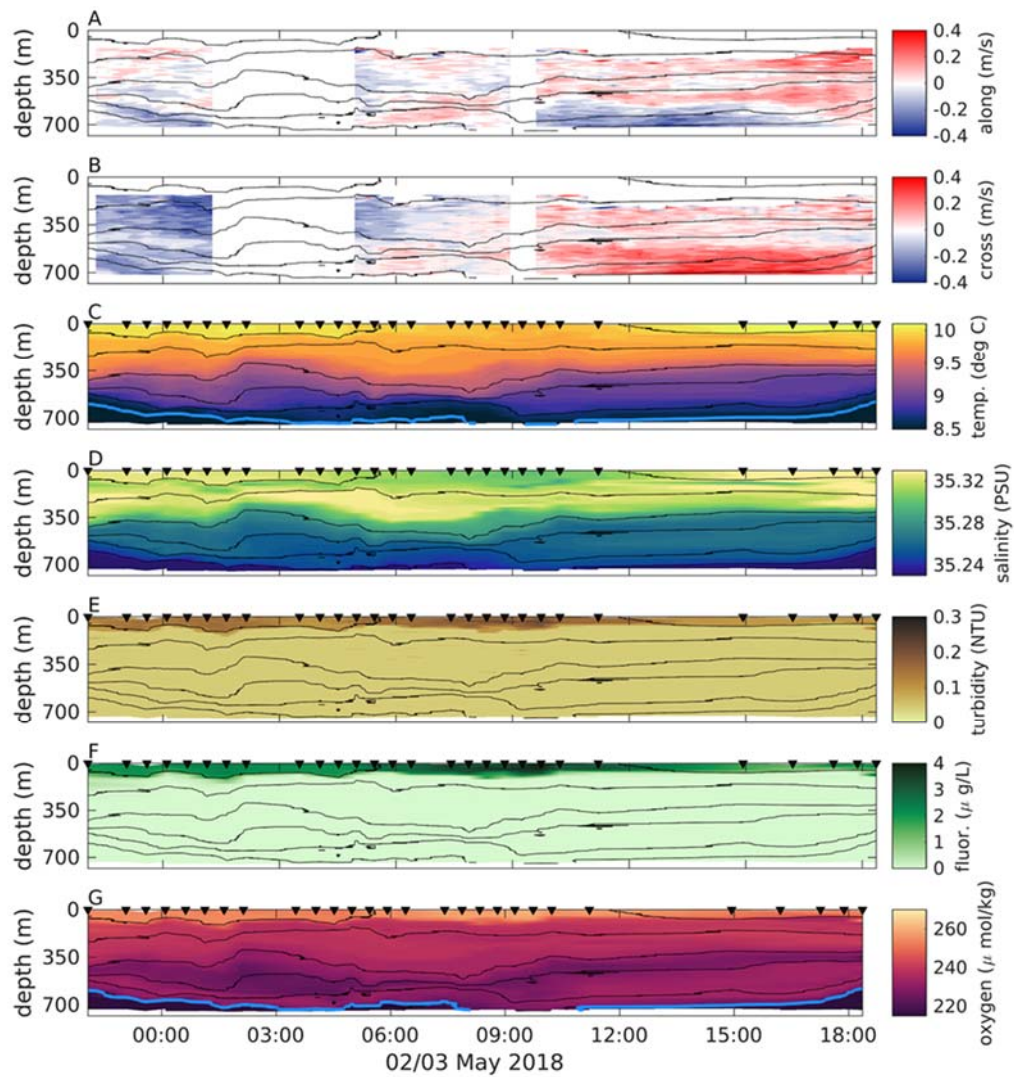 A
0
350
700
depth (m)
0.4
0.2
0
-0.2
-0.4
along (m/s)
B
0
350
700
depth (m)
0.4
0.2
0
-0.2
-0.4
cross (m/s)
C
0
350
700
depth (m)
10
9.5
9
8.5
temp. (deg C)
D
0
350
700
depth (m)
35.32
35.28
35.24
salinity (PSU)
E
0
350
700
depth (m)
0.3
0.2
0.1
0
turbidity (NTU)
F
0
350
700
depth (m)
4
3
2
1
0
fluor. (μ g/L)
G
0
350
700
depth (m)
260
240
220
oxygen (μ mol/kg)
00:00 03:00 06:00 09:00 12:00 15:00 18:00
02/03 May 2018